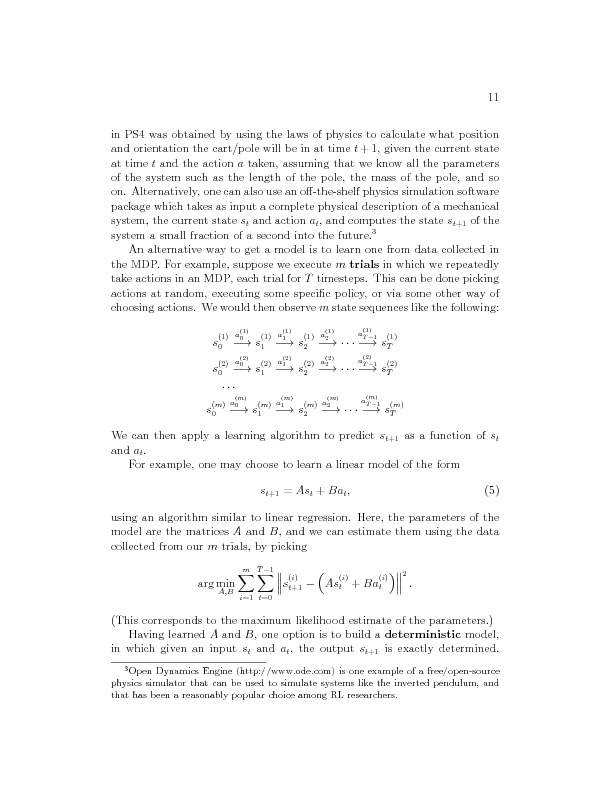 11
in PS4 was obtained by using the laws of physics to calculate what position
and orientation the cart/pole will be in at time t + 1, given the current state
at time t and the action a taken, assuming that we know all the parameters
of the system such as the length of the pole, the mass of the pole, and so
on. Alternatively, one can also use an off-the-shelf physics simulation software
package which takes as input a complete physical description of a mechanical
system, the current state s_t and action a_t, and computes the state s_{t+1} of the
system a small fraction of a second into the future.³
An alternative way to get a model is to learn one from data collected in
the MDP. For example, suppose we execute m trials in which we repeatedly
take actions in an MDP, each trial for T timesteps. This can be done picking
actions at random, executing some specific policy, or via some other way of
choosing actions. We would then observe m state sequences like the following:
s_0^{(1)} \xrightarrow{a_0^{(1)}} s_1^{(1)} \xrightarrow{a_1^{(1)}} s_2^{(1)} \xrightarrow{a_2^{(1)}} ⋯ \xrightarrow{a_{T−1}^{(1)}} s_T^{(1)}
s_0^{(2)} \xrightarrow{a_0^{(2)}} s_1^{(2)} \xrightarrow{a_1^{(2)}} s_2^{(2)} \xrightarrow{a_2^{(2)}} ⋯ \xrightarrow{a_{T−1}^{(2)}} s_T^{(2)}
⋯
s_0^{(m)} \xrightarrow{a_0^{(m)}} s_1^{(m)} \xrightarrow{a_1^{(m)}} s_2^{(m)} \xrightarrow{a_2^{(m)}} ⋯ \xrightarrow{a_{T−1}^{(m)}} s_T^{(m)}
We can then apply a learning algorithm to predict s_{t+1} as a function of s_t
and a_t.
For example, one may choose to learn a linear model of the form
s_{t+1} = As_t + Ba_t, (5)
using an algorithm similar to linear regression. Here, the parameters of the
model are the matrices A and B, and we can estimate them using the data
collected from our m trials, by picking
arg min_{A,B} ∑_{i=1}^{m} ∑_{t=0}^{T−1} ‖s_{t+1}^{(i)} − (As_t^{(i)} + Ba_t^{(i)})‖^2.
(This corresponds to the maximum likelihood estimate of the parameters.)
Having learned A and B, one option is to build a deterministic model,
in which given an input s_t and a_t, the output s_{t+1} is exactly determined.
³Open Dynamics Engine (http://www.ode.com) is one example of a free/open-source
physics simulator that can be used to simulate systems like the inverted pendulum, and
that has been a reasonably popular choice among RL researchers.